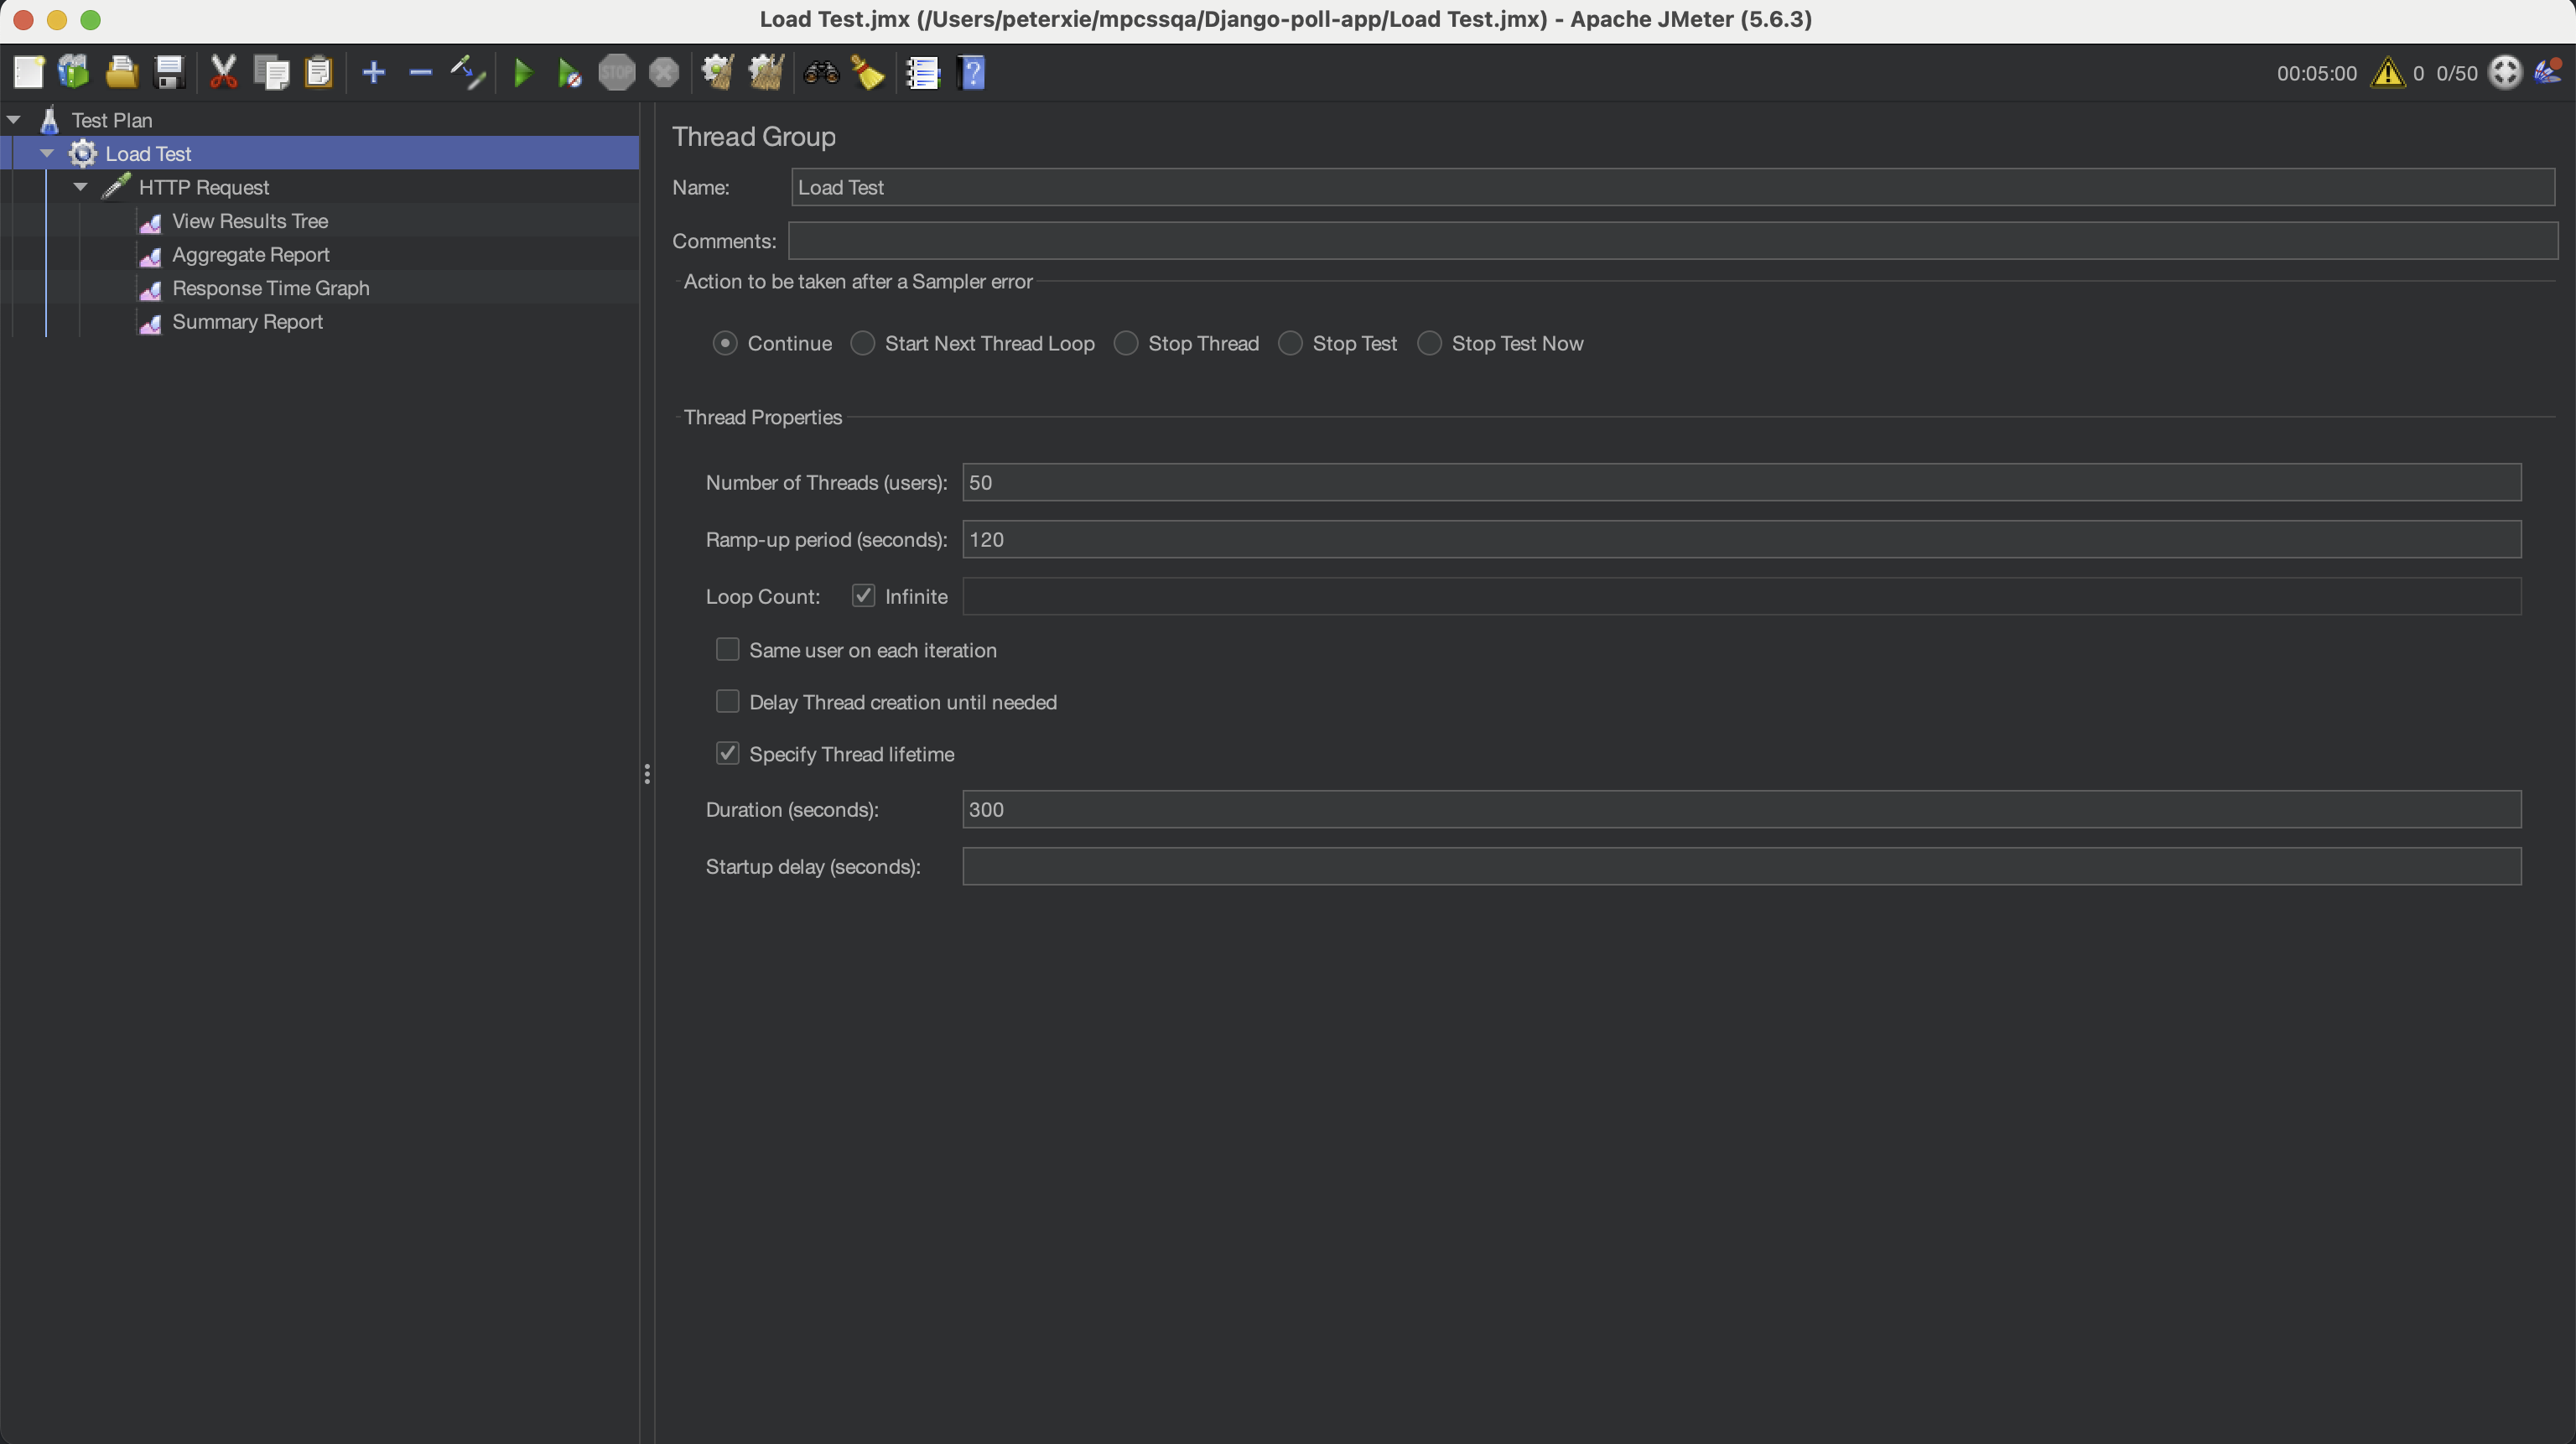 Load Test.jmx (/Users/peterxie/mpcssqa/Django-poll-app/Load Test.jmx) - Apache JMeter (5.6.3)
STOP
?
00:05:00 0 0/50
Test Plan
Load Test
HTTP Request
View Results Tree
Aggregate Report
Response Time Graph
Summary Report
Thread Group
Name: Load Test
Comments:
Action to be taken after a Sampler error
Continue Start Next Thread Loop Stop Thread Stop Test Stop Test Now
Thread Properties
Number of Threads (users): 50
Ramp-up period (seconds): 120
Loop Count: Infinite
Same user on each iteration
Delay Thread creation until needed
Specify Thread lifetime
Duration (seconds): 300
Startup delay (seconds):